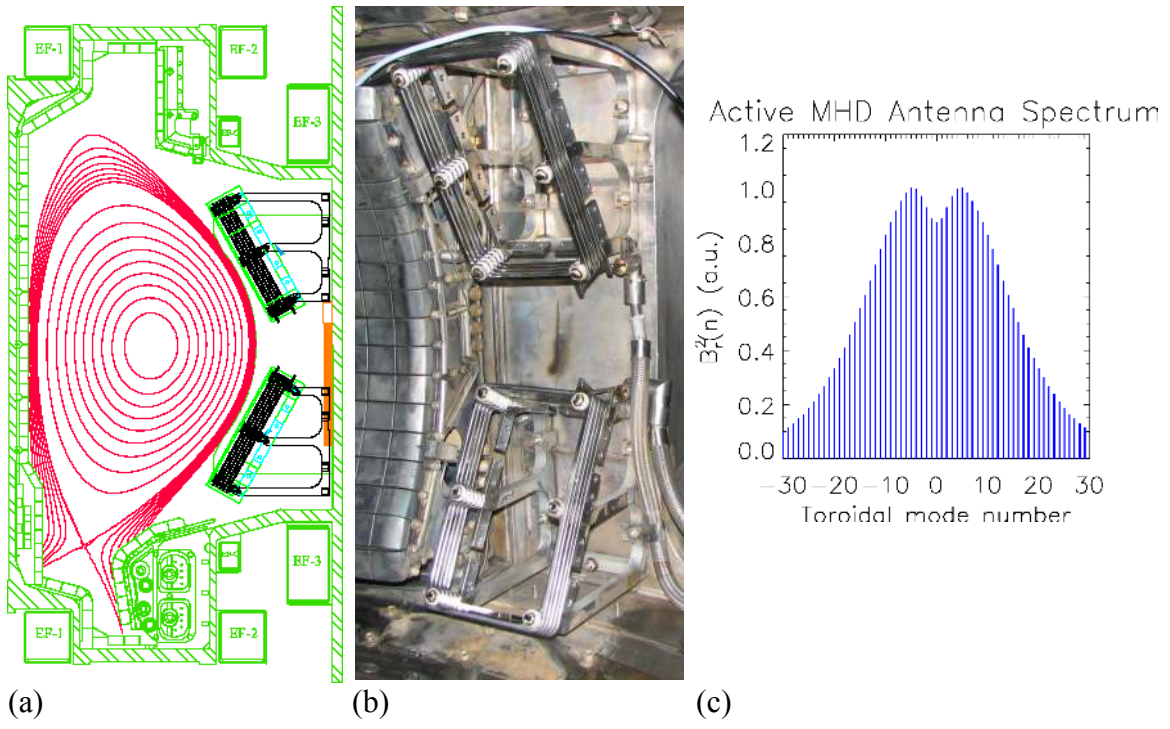 EF-1
EF-2
EF-3
EF-3
EF-1
EF-2
(a)
(b)
Active MHD Antenna Spectrum
1.2
1.0
0.8
0.6
0.4
0.2
0.0
B_r^2(n) (a.u.)
-30 -20 -10 0 10 20 30
Toroidal mode number
(c)